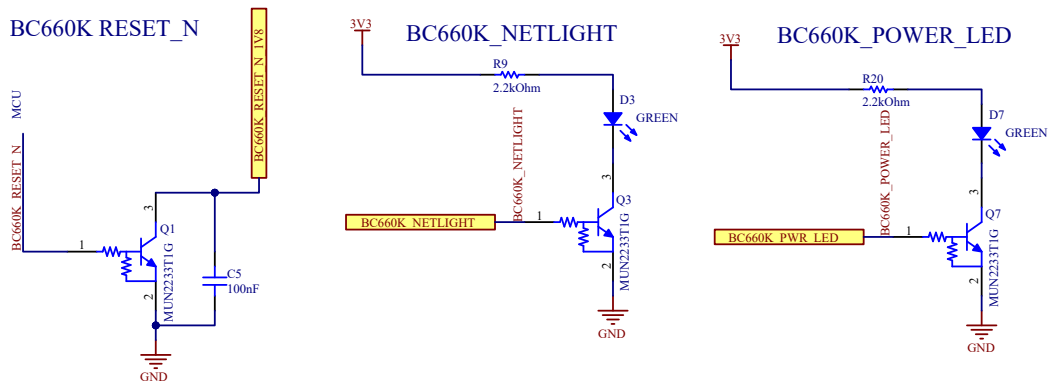 BC660K RESET_N
MCU
BC660K_RESET_N
BC660K_RESET_N_1V8
3
1
Q1
2
MUN2233T1G
C5
100nF
GND
BC660K_NETLIGHT
3V3
R9
2.2kOhm
D3
GREEN
BC660K_NETLIGHT
BC660K_NETLIGHT
3
1
Q3
2
MUN2233T1G
GND
BC660K_POWER_LED
3V3
R20
2.2kOhm
D7
GREEN
BC660K_POWER_LED
BC660K_PWR_LED
3
1
Q7
2
MUN2233T1G
GND